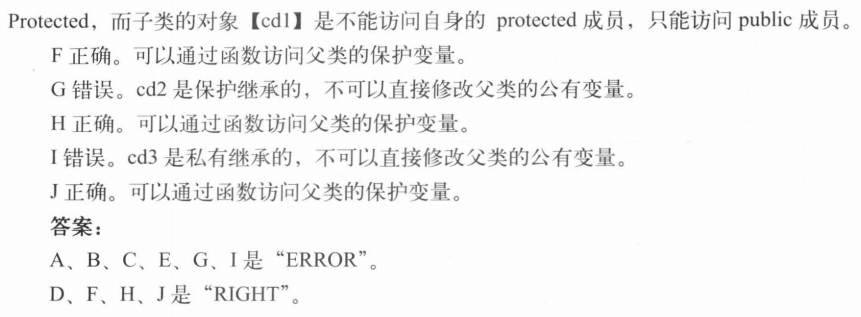 Protected，而子类的对象【cd1】是不能访问自身的 protected 成员，只能访问 public 成员。
F 正确。可以通过函数访问父类的保护变量。
G 错误。cd2 是保护继承的，不可以直接修改父类的公有变量。
H 正确。可以通过函数访问父类的保护变量。
I 错误。cd3 是私有继承的，不可以直接修改父类的公有变量。
J 正确。可以通过函数访问父类的保护变量。
答案：
A、B、C、E、G、I 是“ERROR”。
D、F、H、J 是“RIGHT”。